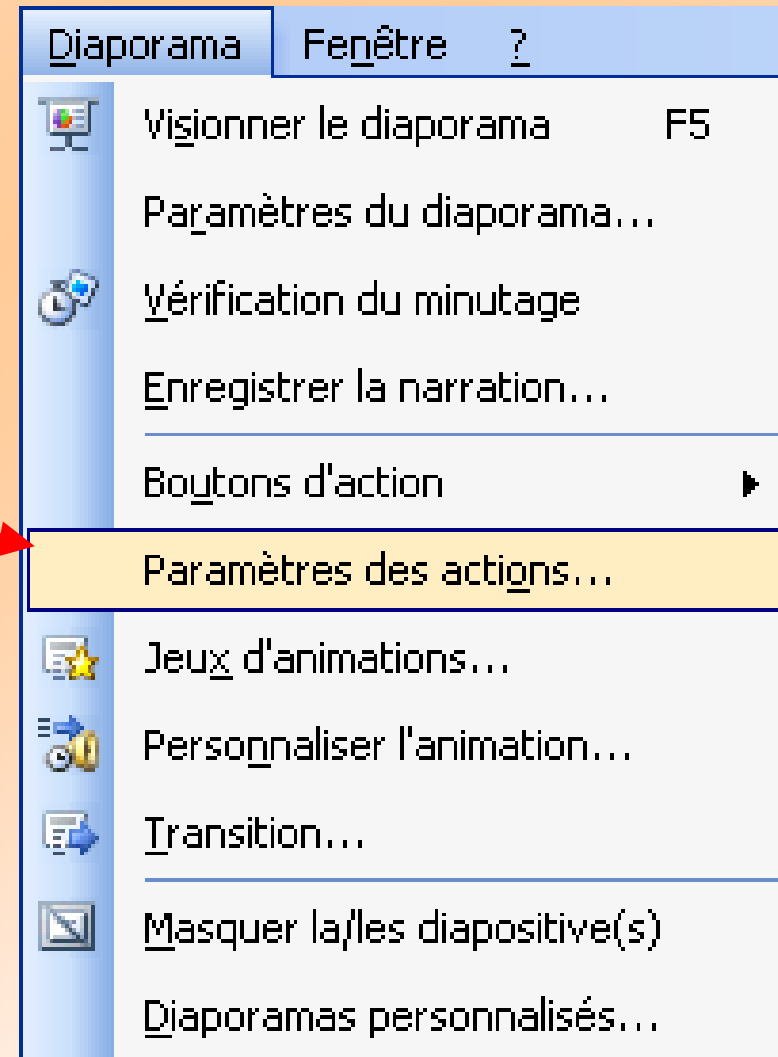 Diaporama Fenêtre ?
Visionner le diaporama F5
Paramètres du diaporama...
Vérification du minutage
Enregistrer la narration...
Boutons d'action
Paramètres des actions...
Jeux d'animations...
Personnaliser l'animation...
Transition...
Masquer la/les diapositive(s)
Diaporamas personnalisés...